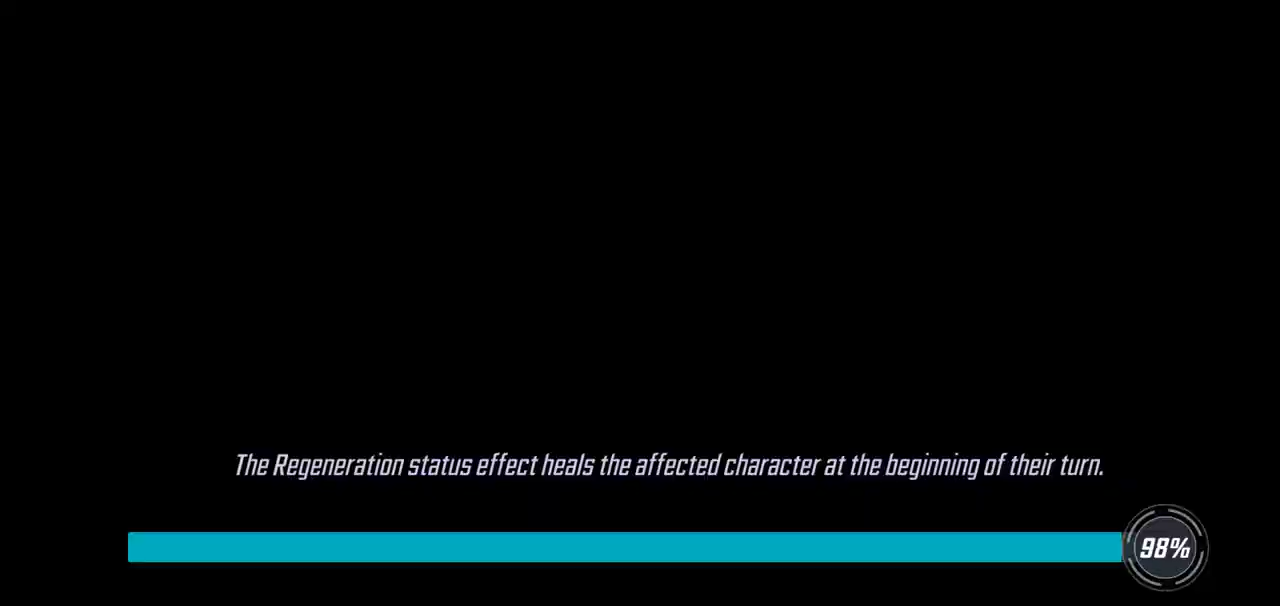 The Regeneration status effect heals the affected character at the beginning of their turn.
98%